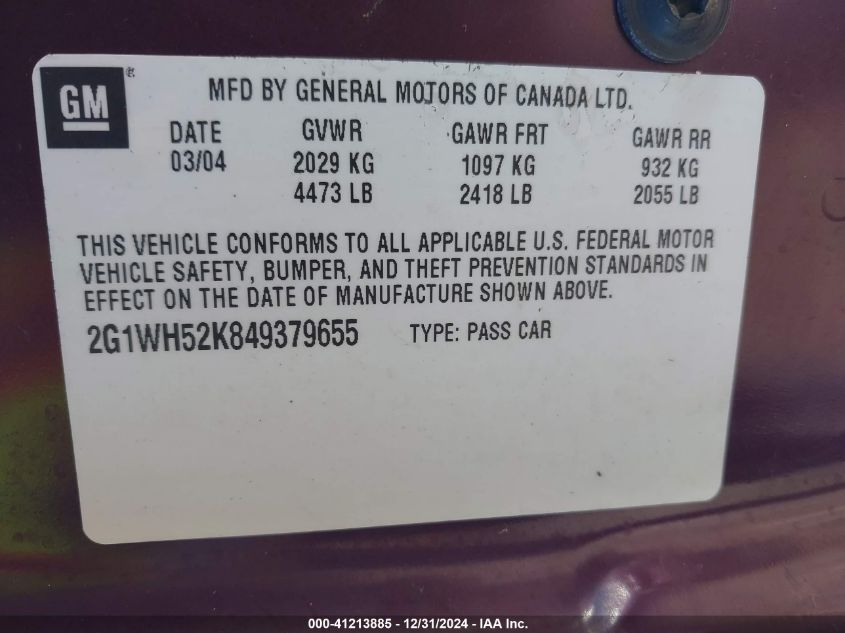 GM®
MFD BY GENERAL MOTORS OF CANADA LTD.
DATE GVWR GAWR FRT GAWR RR
03/04 2029 KG 1097 KG 932 KG
4473 LB 2418 LB 2055 LB
THIS VEHICLE CONFORMS TO ALL APPLICABLE U.S. FEDERAL MOTOR
VEHICLE SAFETY, BUMPER, AND THEFT PREVENTION STANDARDS IN
EFFECT ON THE DATE OF MANUFACTURE SHOWN ABOVE.
2G1WH52K849379655 TYPE: PASS CAR
000-41213885 - 12/31/2024 - IAA Inc.